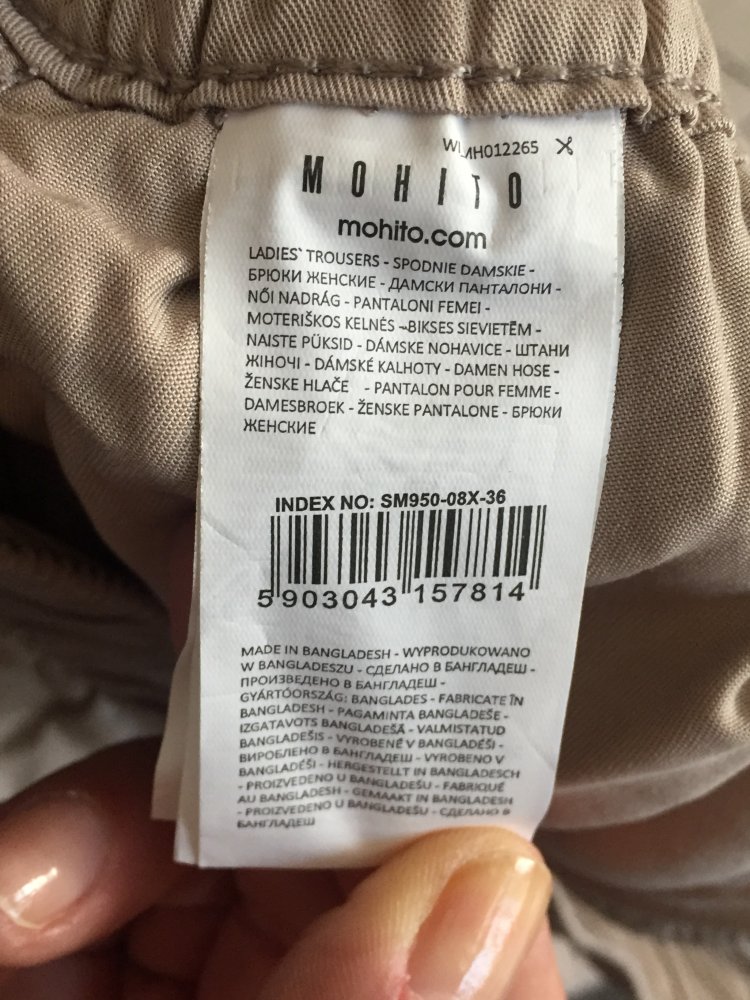 WLMH012265
MOHITO
mohito.com
LADIES` TROUSERS - SPODNIE DAMSKIE -
БРЮКИ ЖЕНСКИЕ - ДАМСКИ ПАНТАЛОНИ -
NŐI NADRÁG - PANTALONI FEMEI -
MOTERIŠKOS KELNĖS - BIKSES SIEVIETĒM -
NAISTE PÜKSID - DÁMSKE NOHAVICE - ШТАНИ
ЖІНОЧІ - DÁMSKÉ KALHOTY - DAMEN HOSE -
ŽENSKE HLAČE - PANTALON POUR FEMME -
DAMESBROEK - ŽENSKE PANTALONE - БРЮКИ
ЖЕНСКИЕ
INDEX NO: SM950-08X-36
5 903043 157814
MADE IN BANGLADESH - WYPRODUKOWANO
W BANGLADESZU - СДЕЛАНО В БАНГЛАДЕШ -
ПРОИЗВЕДЕНО В БАНГЛАДЕШ -
GYÁRTÓORSZÁG: BANGLADES - FABRICATE ÎN
BANGLADESH - PAGAMINTA BANGLADEŠE -
IZGATAVOTS BANGLADEŠĀ - VALMISTATUD
BANGLADEŠIS - VYROBENÉ V BANGLADÉŠI -
ВИРОБЛЕНО В БАНГЛАДЕШ - VYROBENO V
BANGLADÉŠI - HERGESTELLT IN BANGLADESCH
- PROIZVEDENO U BANGLADEŠU - FABRIQUÉ
AU BANGLADESH - GEMAAKT IN BANGLADESH
- PROIZVEDENO U BANGLADEŠU - СДЕЛАНО В
БАНГЛАДЕШ